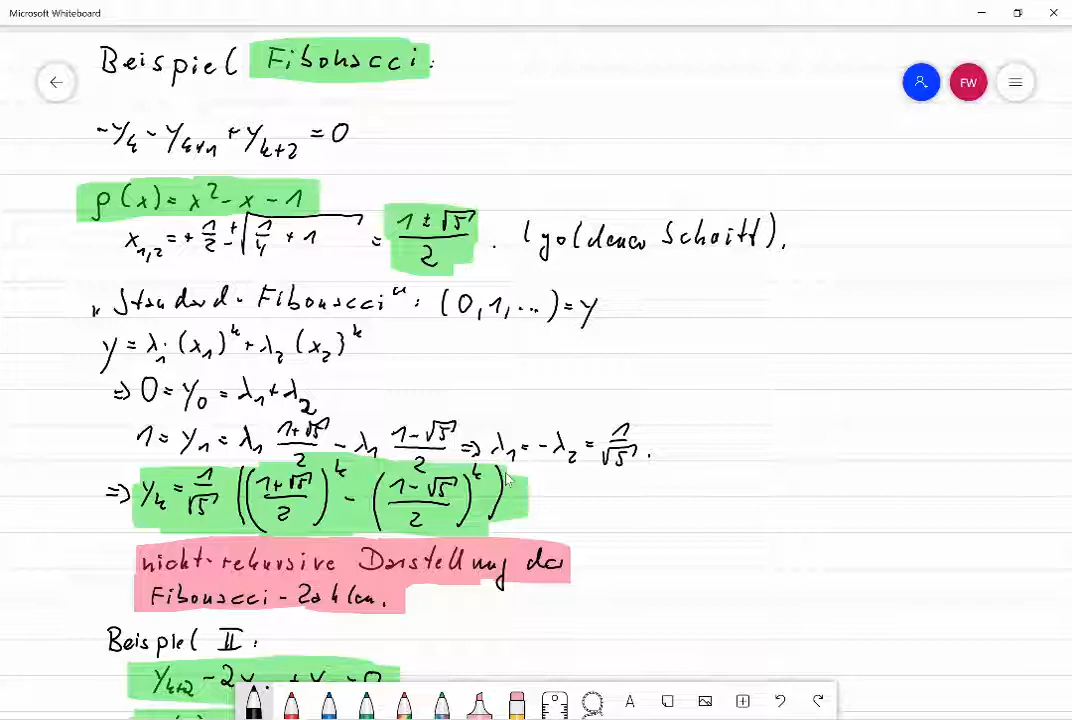 Microsoft Whiteboard
Beispiel Fibonacci:
FW
-y_k - y_{k+1} + y_{k+2} = 0
ρ(x) = x² - x - 1
x_{1,2} = + 1/2 ± √(1/4 + 1) = (1 ± √5)/2 . (goldener Schnitt).
„Standard-Fibonacci“: (0, 1, ...) = y
y = λ_1 · (x_1)^k + λ_2 (x_2)^k
⇒ 0 = y_0 = λ_1 + λ_2
1 = y_1 = λ_1 (1+√5)/2 - λ_1 (1-√5)/2 ⇒ λ_1 = -λ_2 = 1/√5 .
⇒ y_k = 1/√5 (((1+√5)/2)^k - ((1-√5)/2)^k)
nicht-rekursive Darstellung der
Fibonacci-Zahlen.
Beispiel II:
y_{k+2} - 2y
A